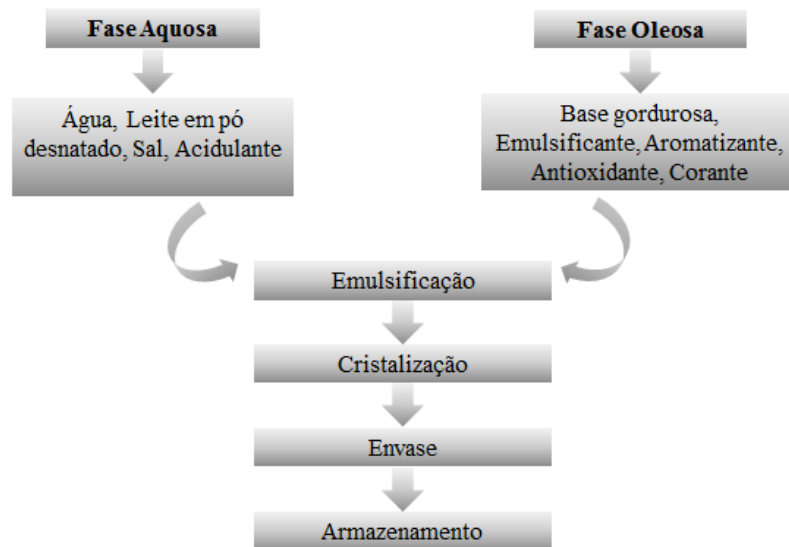 Fase Aquosa
Fase Oleosa
Água, Leite em pó
desnatado, Sal, Acidulante
Base gordurosa,
Emulsificante, Aromatizante,
Antioxidante, Corante
Emulsificação
Cristalização
Envase
Armazenamento